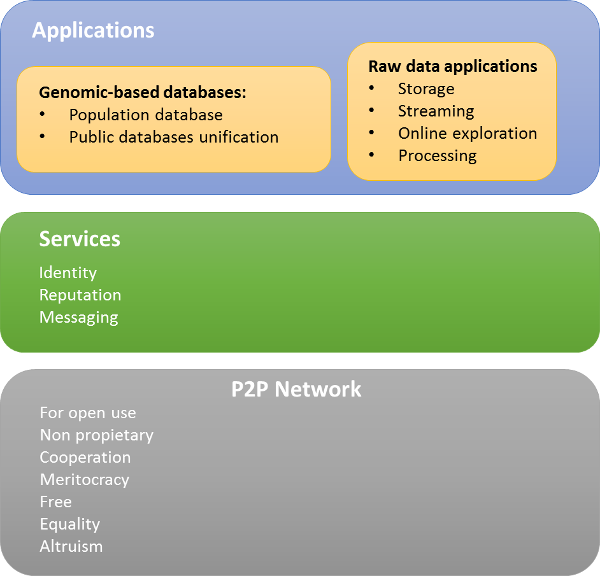 Applications
Genomic-based databases:
• Population database
• Public databases unification
Raw data applications
• Storage
• Streaming
• Online exploration
• Processing
Services
Identity
Reputation
Messaging
P2P Network
For open use
Non propietary
Cooperation
Meritocracy
Free
Equality
Altruism